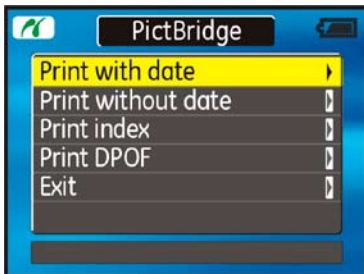 PictBridge
Print with date
Print without date
Print index
Print DPOF
Exit